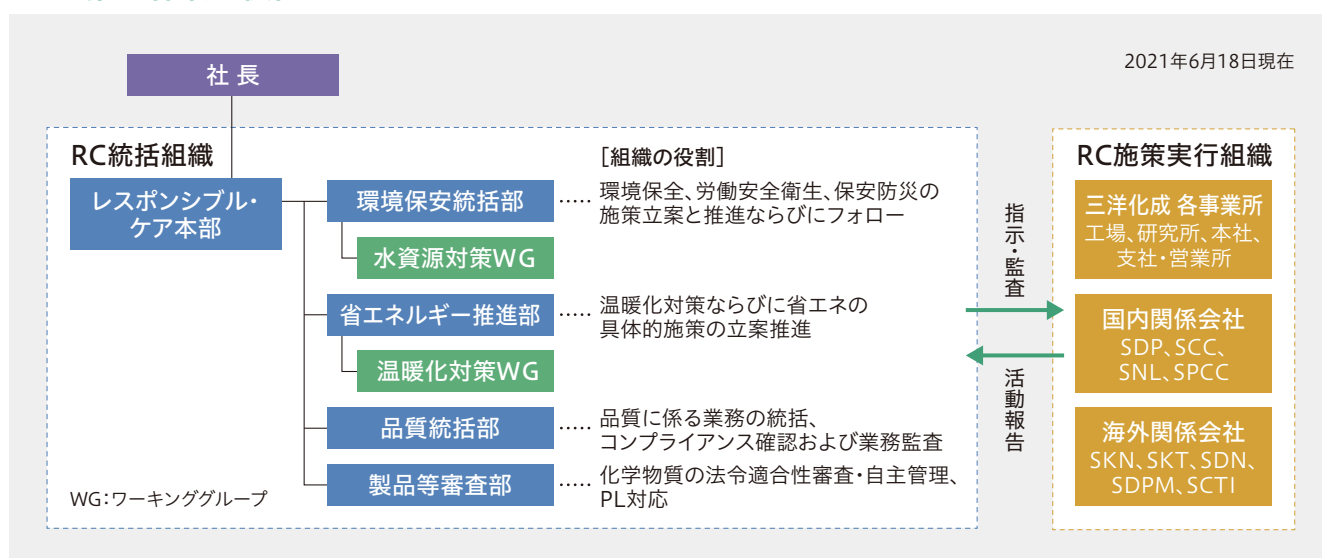 2021年6月18日現在
社 長
RC統括組織
レスポンシブル・
ケア本部
[組織の役割]
環境保安統括部
‥‥‥ 環境保全、労働安全衛生、保安防災の
施策立案と推進ならびにフォロー
水資源対策WG
省エネルギー推進部
‥‥‥ 温暖化対策ならびに省エネの
具体的施策の立案推進
温暖化対策WG
品質統括部
‥‥‥ 品質に係る業務の統括、
コンプライアンス確認および業務監査
製品等審査部
‥‥‥ 化学物質の法令適合性審査・自主管理、
PL対応
WG：ワーキンググループ
指示・監査
活動報告
RC施策実行組織
三洋化成 各事業所
工場、研究所、本社、
支社・営業所
国内関係会社
SDP、SCC、
SNL、SPCC
海外関係会社
SKN、SKT、SDN、
SDPM、SCTI